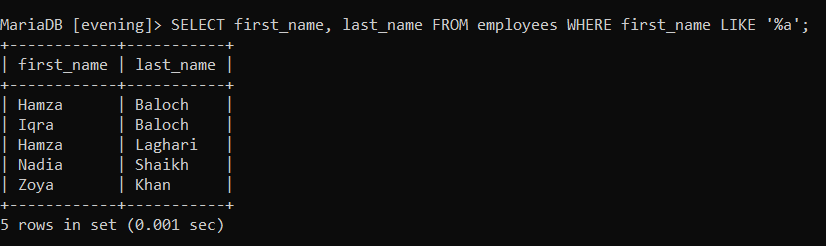 MariaDB [evening]> SELECT first_name, last_name FROM employees WHERE first_name LIKE '%a';
+------------+-----------+
| first_name | last_name |
+------------+-----------+
| Hamza      | Baloch    |
| Iqra       | Baloch    |
| Hamza      | Laghari   |
| Nadia      | Shaikh    |
| Zoya       | Khan      |
+------------+-----------+
5 rows in set (0.001 sec)